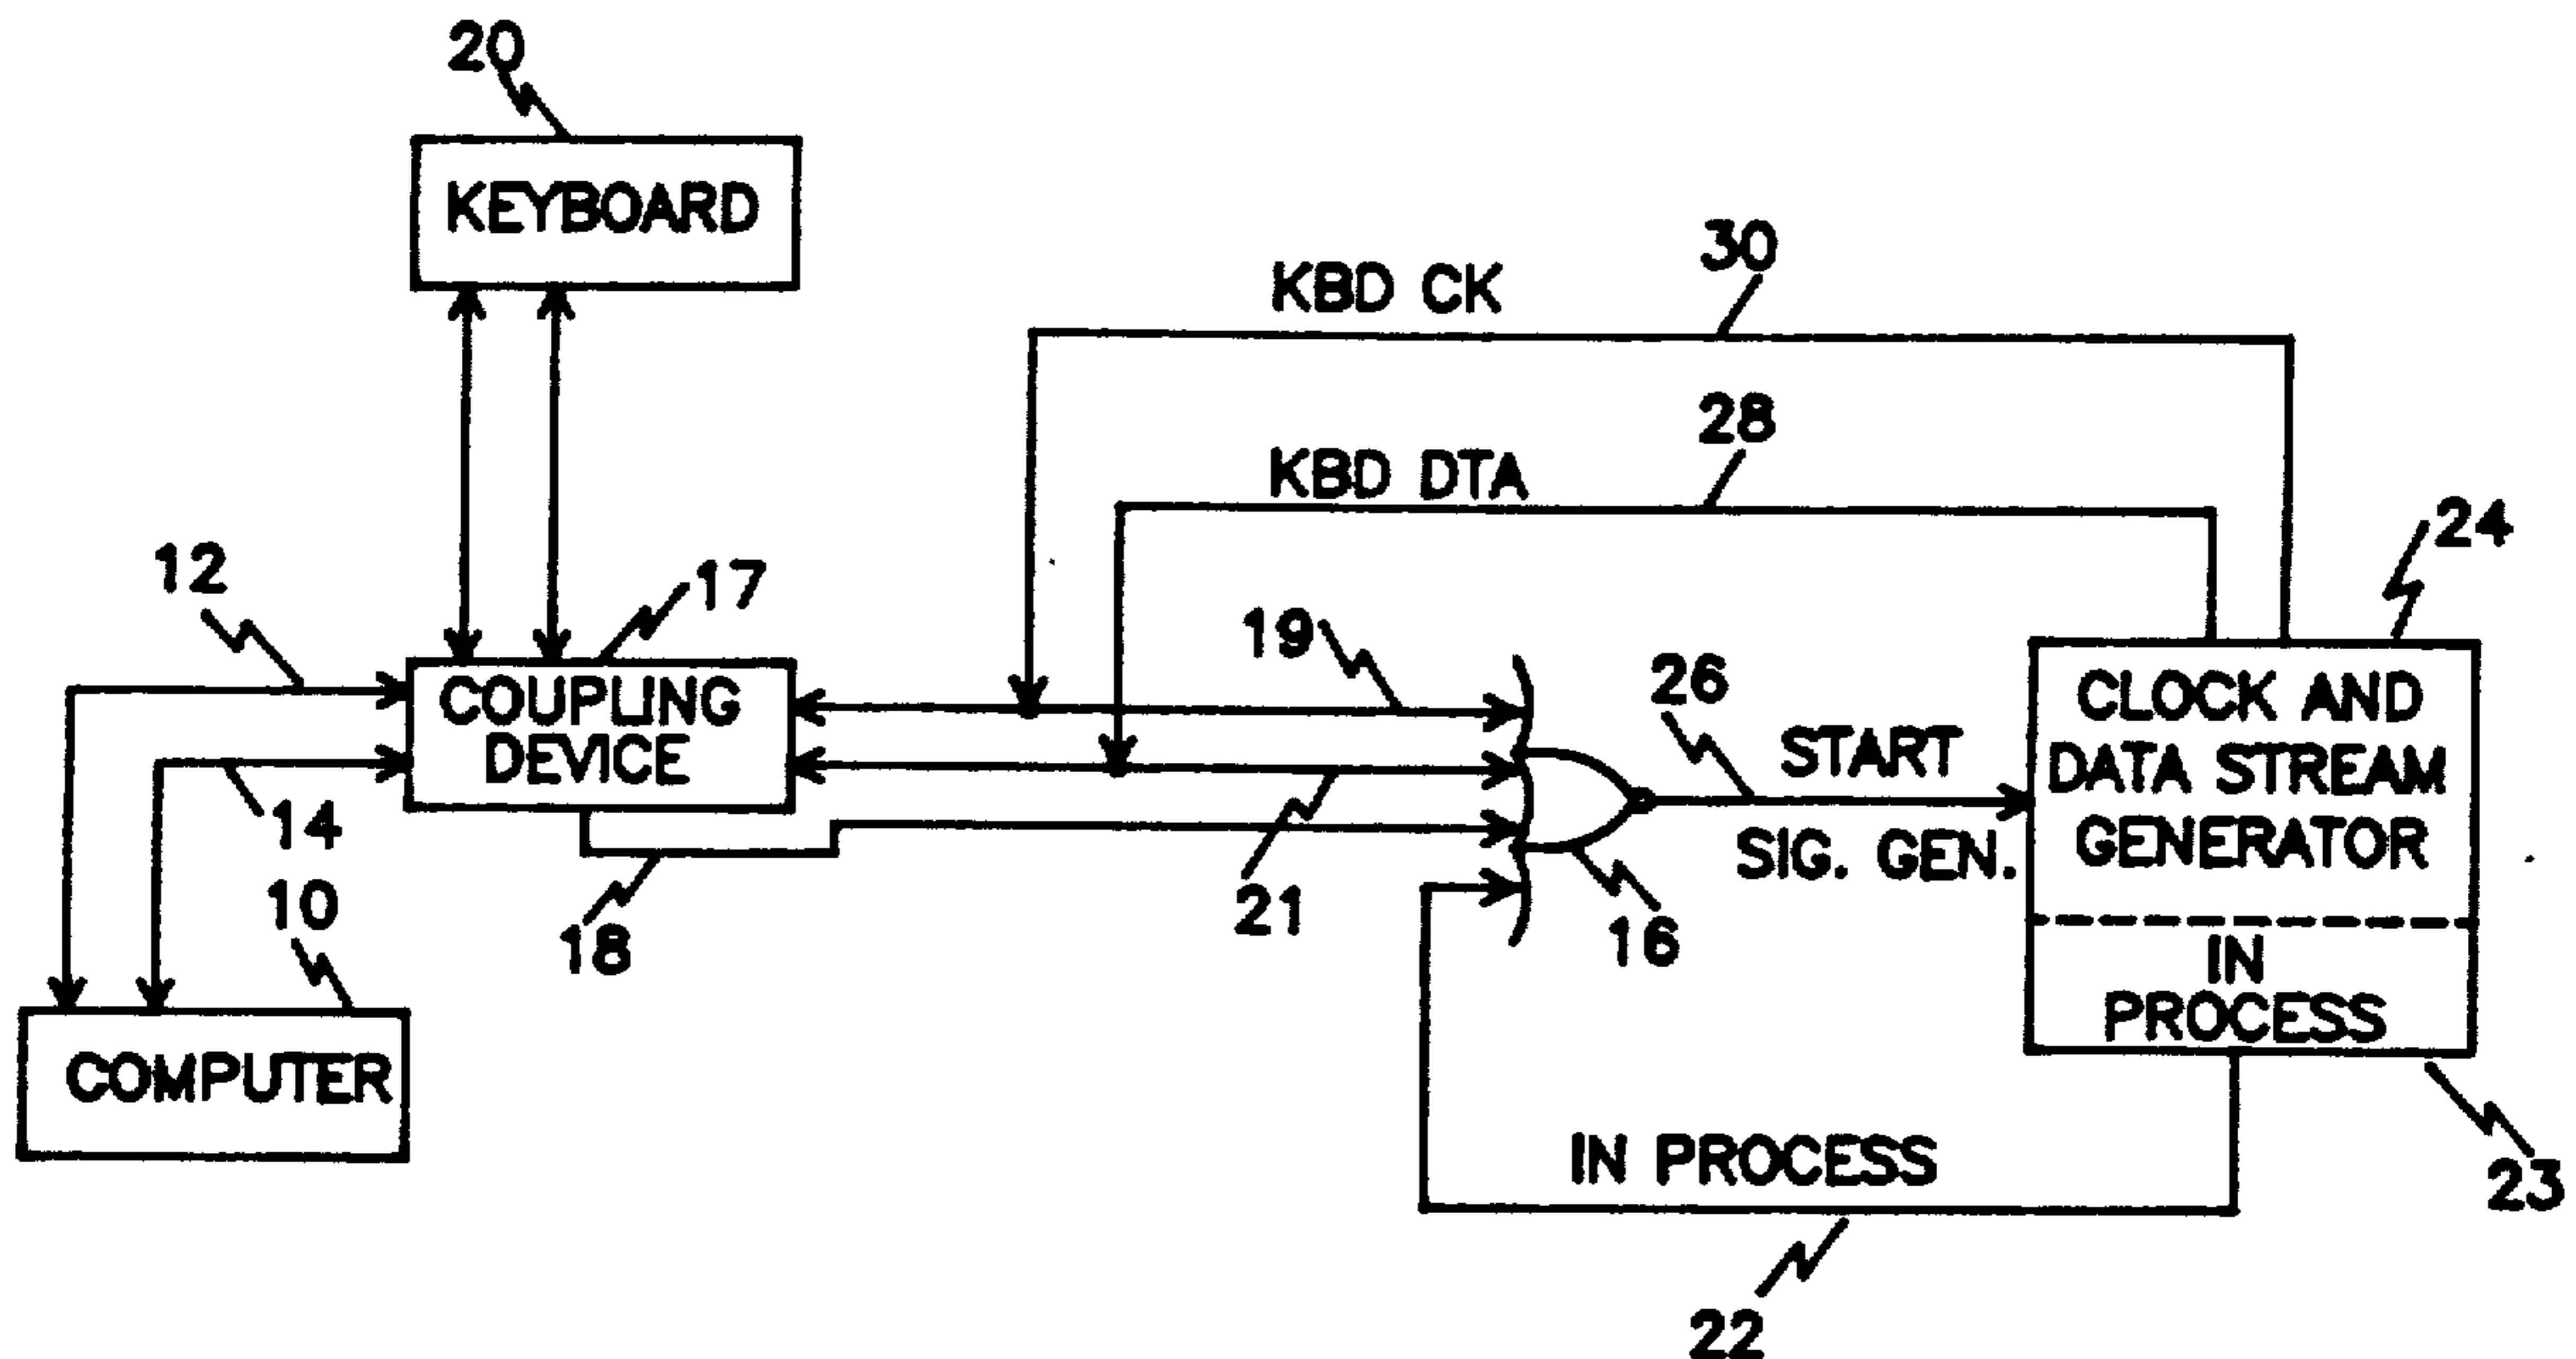 20
KEYBOARD
30
KBD CK
28
KBD DTA
24
12
17
19
26
COUPLING
DEVICE
START
SIG. GEN.
CLOCK AND
DATA STREAM
GENERATOR
14
10
18
21
16
IN
PROCESS
COMPUTER
IN PROCESS
23
22